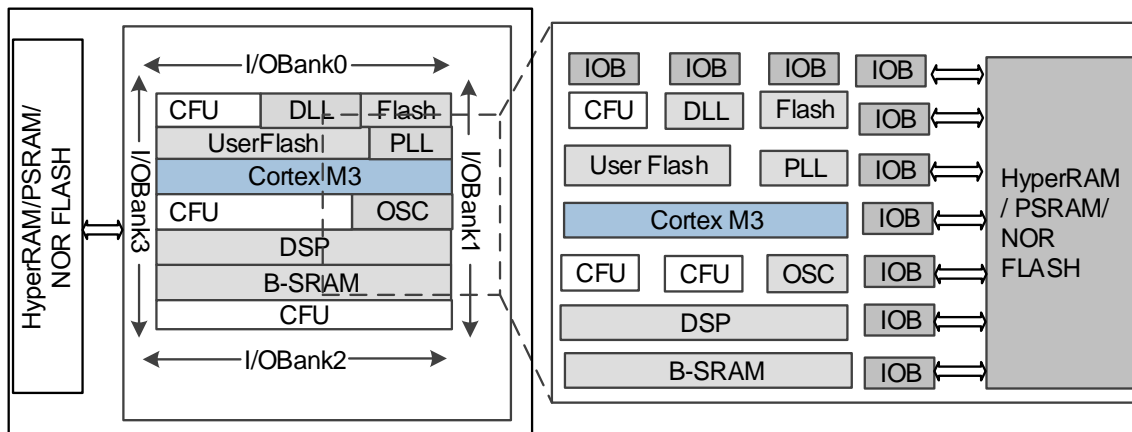 HyperRAM/PSRAM/
NOR FLASH
I/OBank0
I/OBank3
CFU
DLL
Flash
UserFlash
PLL
Cortex M3
CFU
OSC
DSP
B-SRAM
CFU
I/OBank1
I/OBank2
IOB
IOB
IOB
IOB
CFU
DLL
Flash
IOB
User Flash
PLL
IOB
Cortex M3
IOB
CFU
CFU
OSC
IOB
DSP
IOB
B-SRAM
IOB
HyperRAM
/ PSRAM/
NOR
FLASH